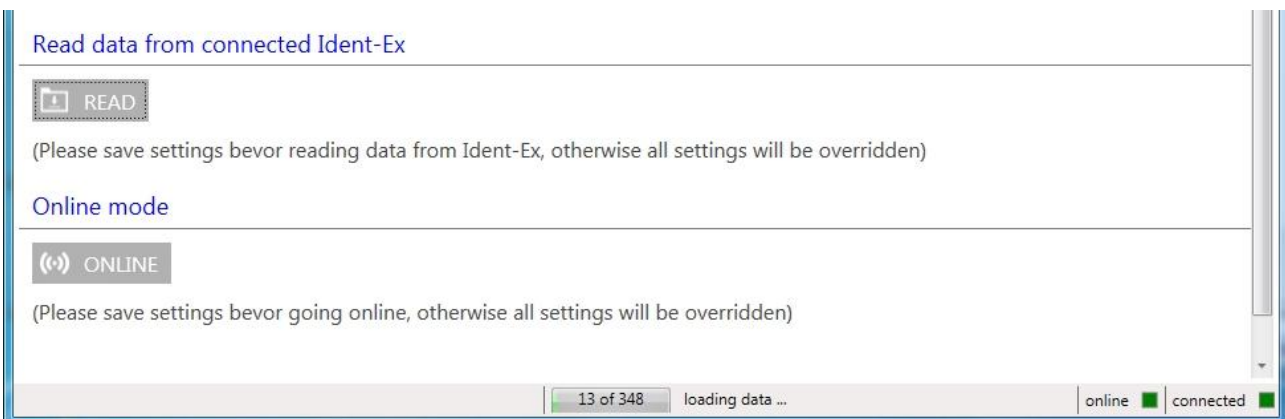 Read data from connected Ident-Ex
READ
(Please save settings bevor reading data from Ident-Ex, otherwise all settings will be overridden)
Online mode
ONLINE
(Please save settings bevor going online, otherwise all settings will be overridden)
13 of 348 loading data ... online connected